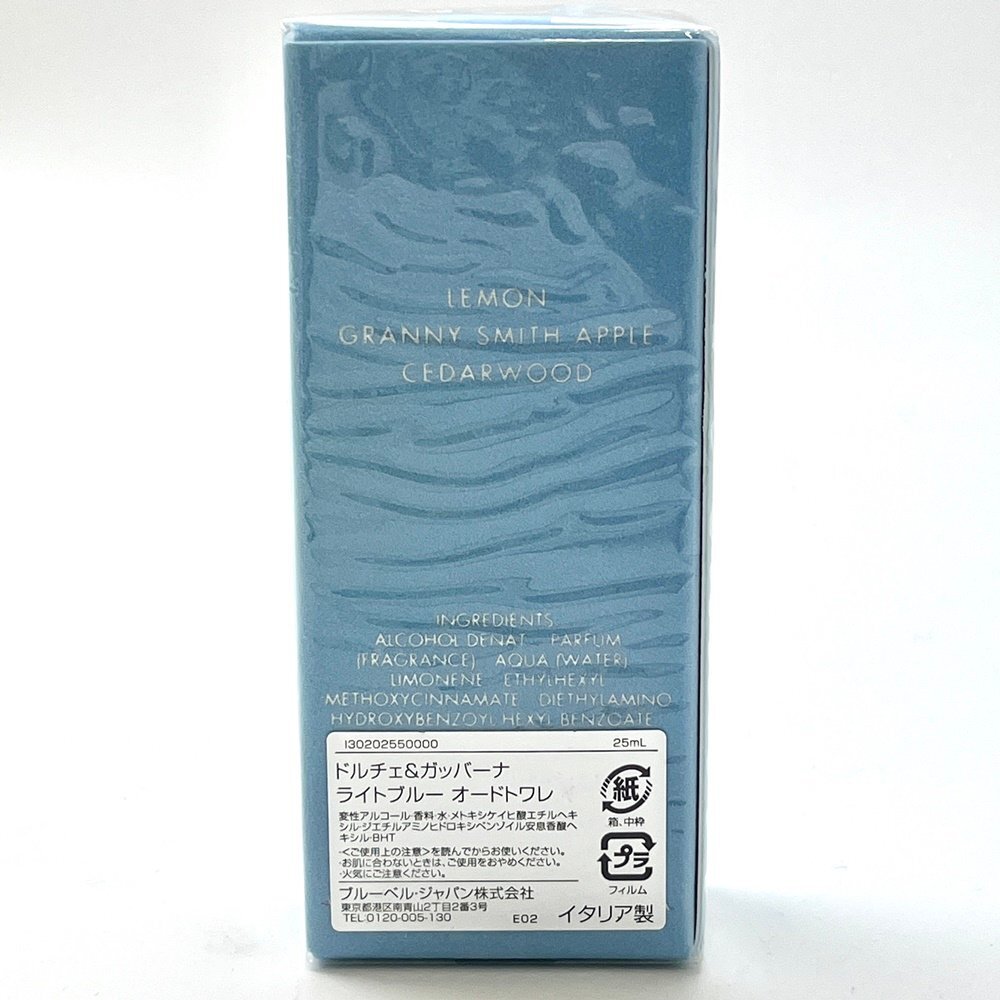 LEMON
GRANNY SMITH APPLE
CEDARWOOD
INGREDIENTS
ALCOHOL DENAT. PARFUM
(FRAGRANCE) AQUA (WATER)
LIMONENE ETHYLHEXYL
METHOXYCINNAMATE DIETHYLAMINO
HYDROXYBENZOYL HEXYL BENZOATE
I30202550000 25mL
ドルチェ&ガッバーナ
ライトブルー オードトワレ
変性アルコール・香料・水・メトキシケイヒ酸エチルヘキ
シル・ジエチルアミノヒドロキシベンゾイル安息香酸ヘ
キシル・BHT
・<ご使用上の注意>を読んでからお使いください。
・お肌に合わないときは、ご使用をおやめください。
・火気にご注意ください。
ブルーベル・ジャパン株式会社
東京都港区南青山2丁目2番3号
TEL:0120-005-130 E02 イタリア製
紙
箱、中枠
プラ
フィルム